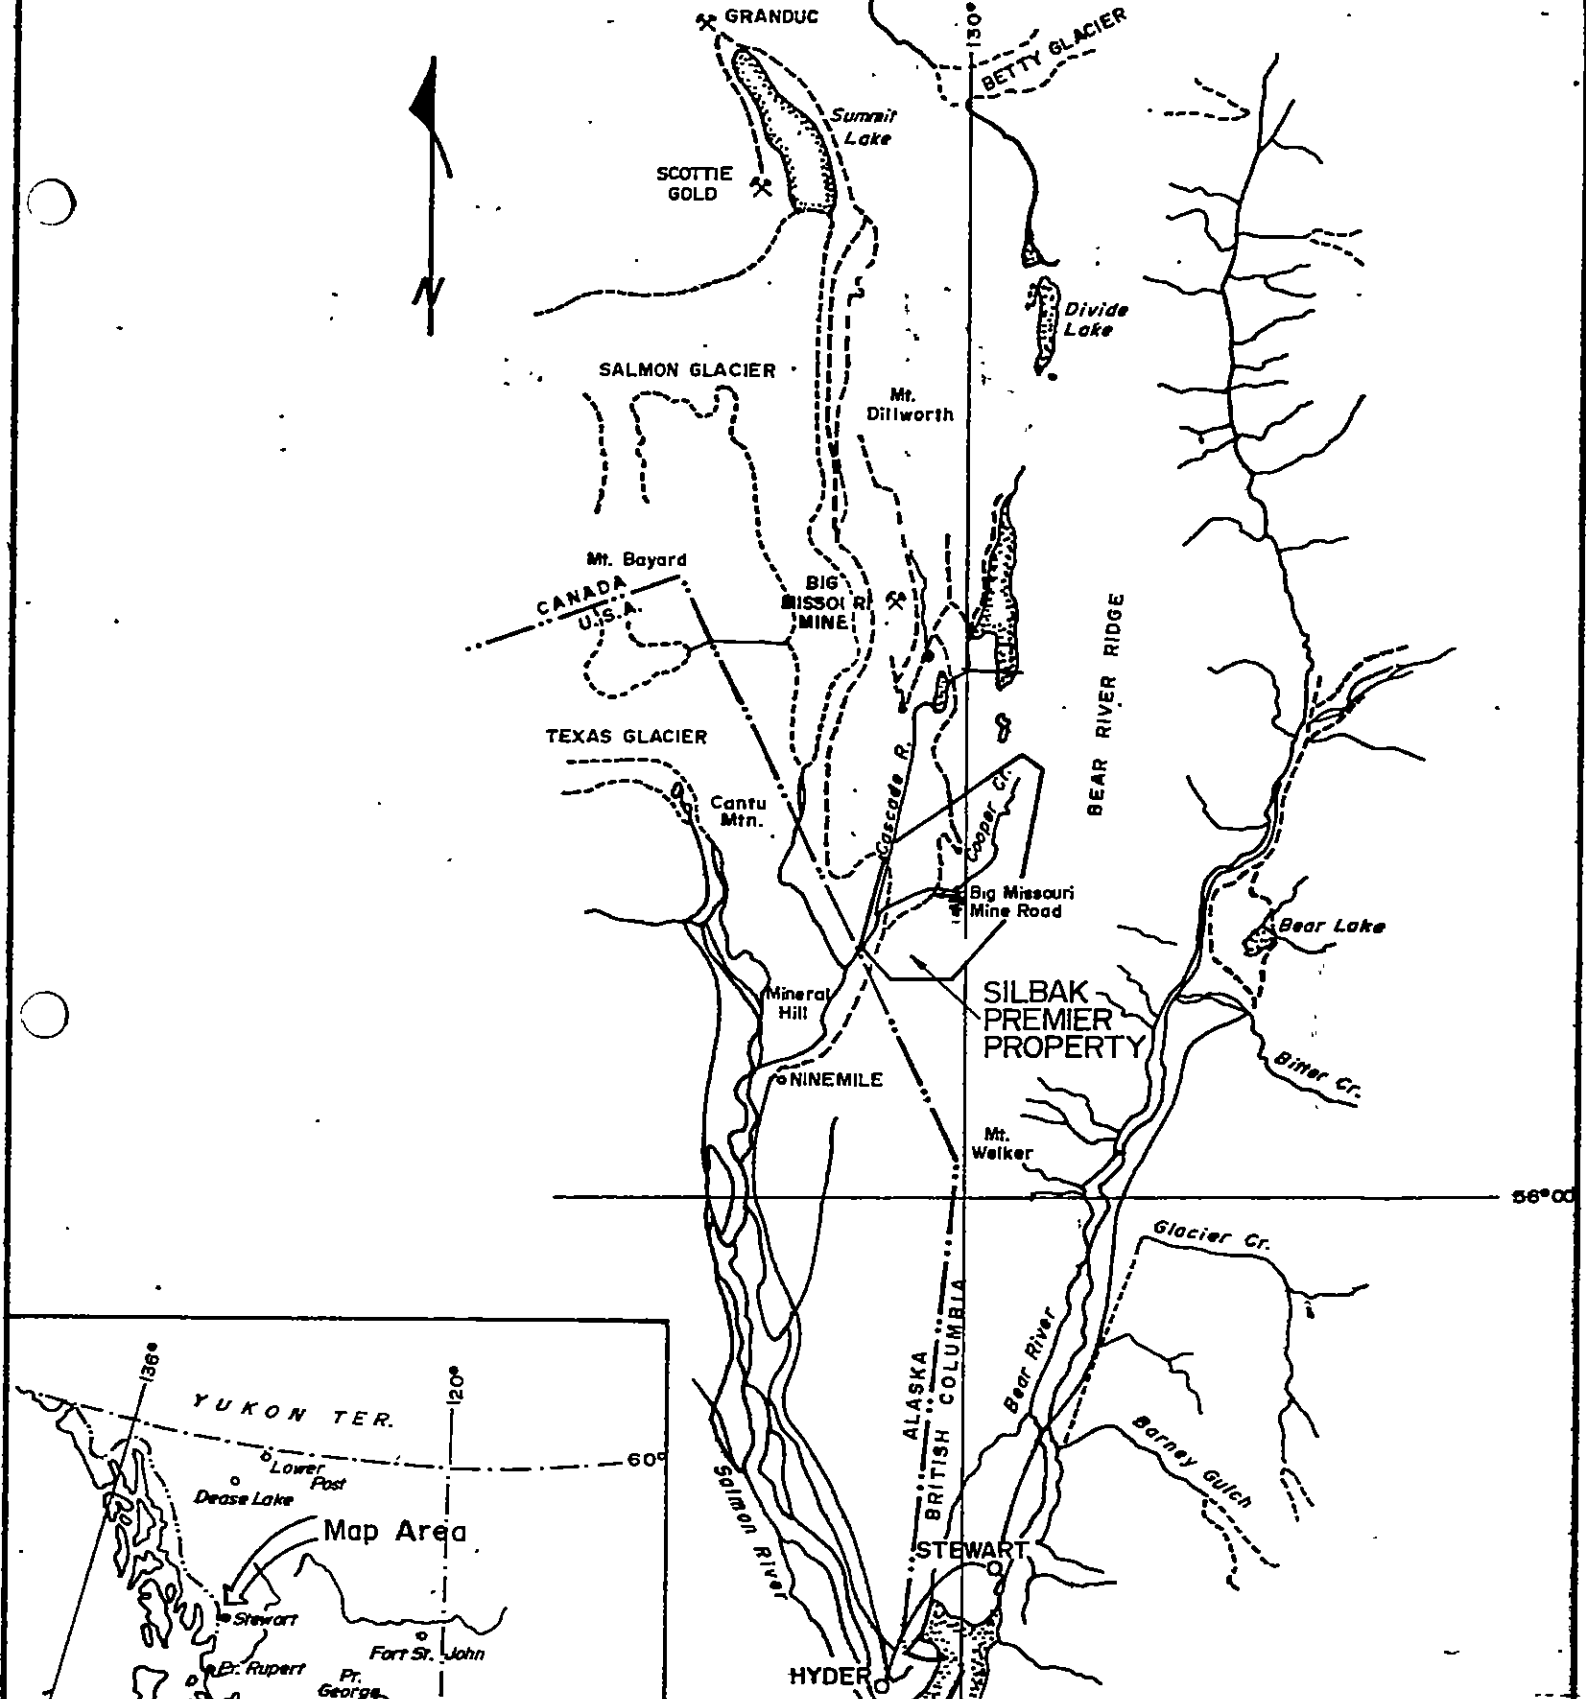 GRANDUC
130°
BETTY GLACIER
Summit
Lake
SCOTTIE
GOLD
N
Divide
Lake
SALMON GLACIER
Mt.
Dillworth
Mt. Bayard
CANADA
U.S.A.
BIG
MISSOURI
MINE
BEAR RIVER RIDGE
TEXAS GLACIER
Cantu
Mtn.
Cascade R.
Cooper Cr.
Big Missouri
Mine Road
Bear Lake
Mineral
Hill
SILBAK
PREMIER
PROPERTY
NINEMILE
Bitter Cr.
Mt.
Welker
56°00
Glacier Cr.
ALASKA
BRITISH COLUMBIA
Bear River
Barney Gulch
Salmon River
STEWART
HYDER
136°
120°
YUKON TER.
60°
Lower
Post
Dease Lake
Map Area
Stewart
Fort St. John
Pr. Rupert
Pr.
George